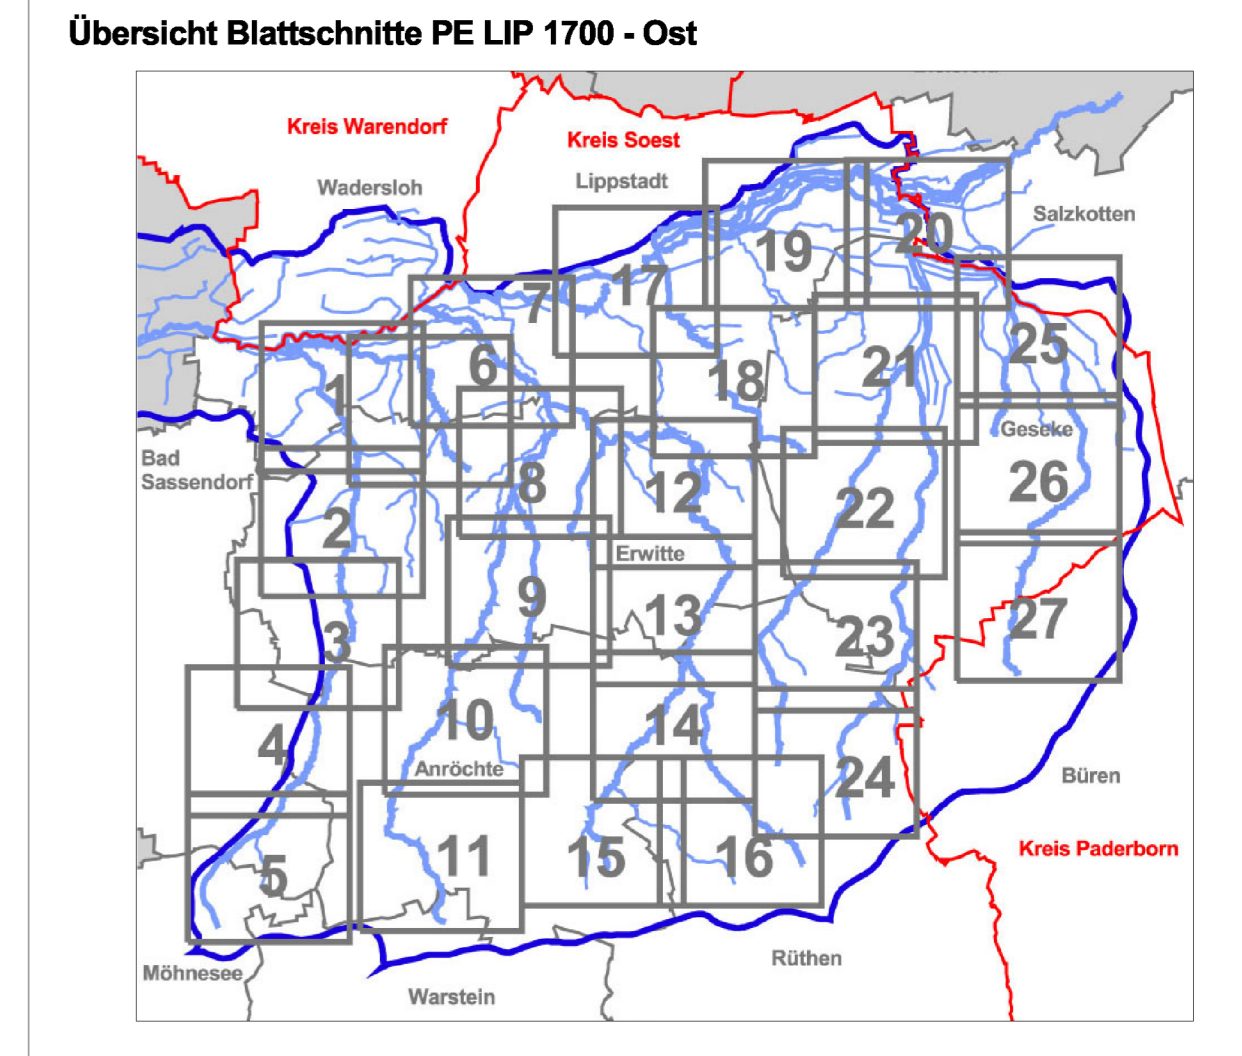 Übersicht Blattschnitte PE LIP 1700 - Ost
Kreis Warendorf
Kreis Soest
Wadersloh
Lippstadt
Salzkotten
20
19
17
7
25
6
21
18
1
Geseke
Bad
Sassendorf
26
8
12
22
2
Erwitte
9
13
27
3
23
10
14
4
Anröchte
24
Büren
Kreis Paderborn
11
15
16
5
Möhnesee
Rüthen
Warstein